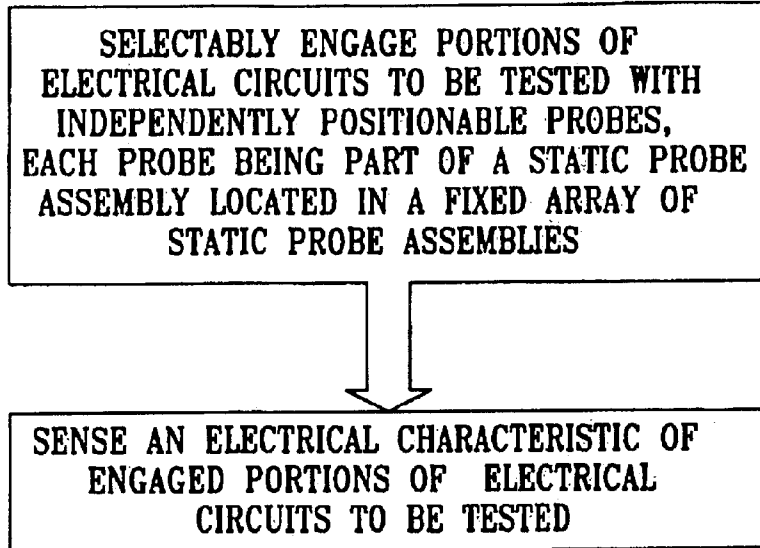 SELECTABLY ENGAGE PORTIONS OF
ELECTRICAL CIRCUITS TO BE TESTED WITH
INDEPENDENTLY POSITIONABLE PROBES,
EACH PROBE BEING PART OF A STATIC PROBE
ASSEMBLY LOCATED IN A FIXED ARRAY OF
STATIC PROBE ASSEMBLIES
SENSE AN ELECTRICAL CHARACTERISTIC OF
ENGAGED PORTIONS OF ELECTRICAL
CIRCUITS TO BE TESTED